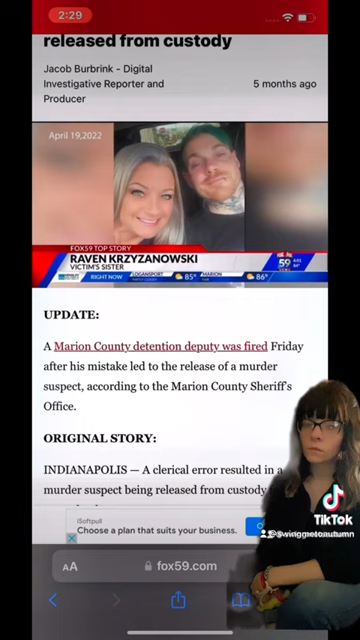 2:29
released from custody
Jacob Burbrink - Digital
Investigative Reporter and
Producer
5 months ago
April 19,2022
FOX59 TOP STORY
RAVEN KRZYZANOWSKI
VICTIM'S SISTER
59
RIGHT NOW
LOGANSPORT
85°
MARION
86°
UPDATE:
A Marion County detention deputy was fired Friday
after his mistake led to the release of a murder
suspect, according to the Marion County Sheriff's
Office.
ORIGINAL STORY:
INDIANAPOLIS — A clerical error resulted in a
murder suspect being released from custody
iSoftpull
Choose a plan that suits your business.
TikTok
AA
fox59.com